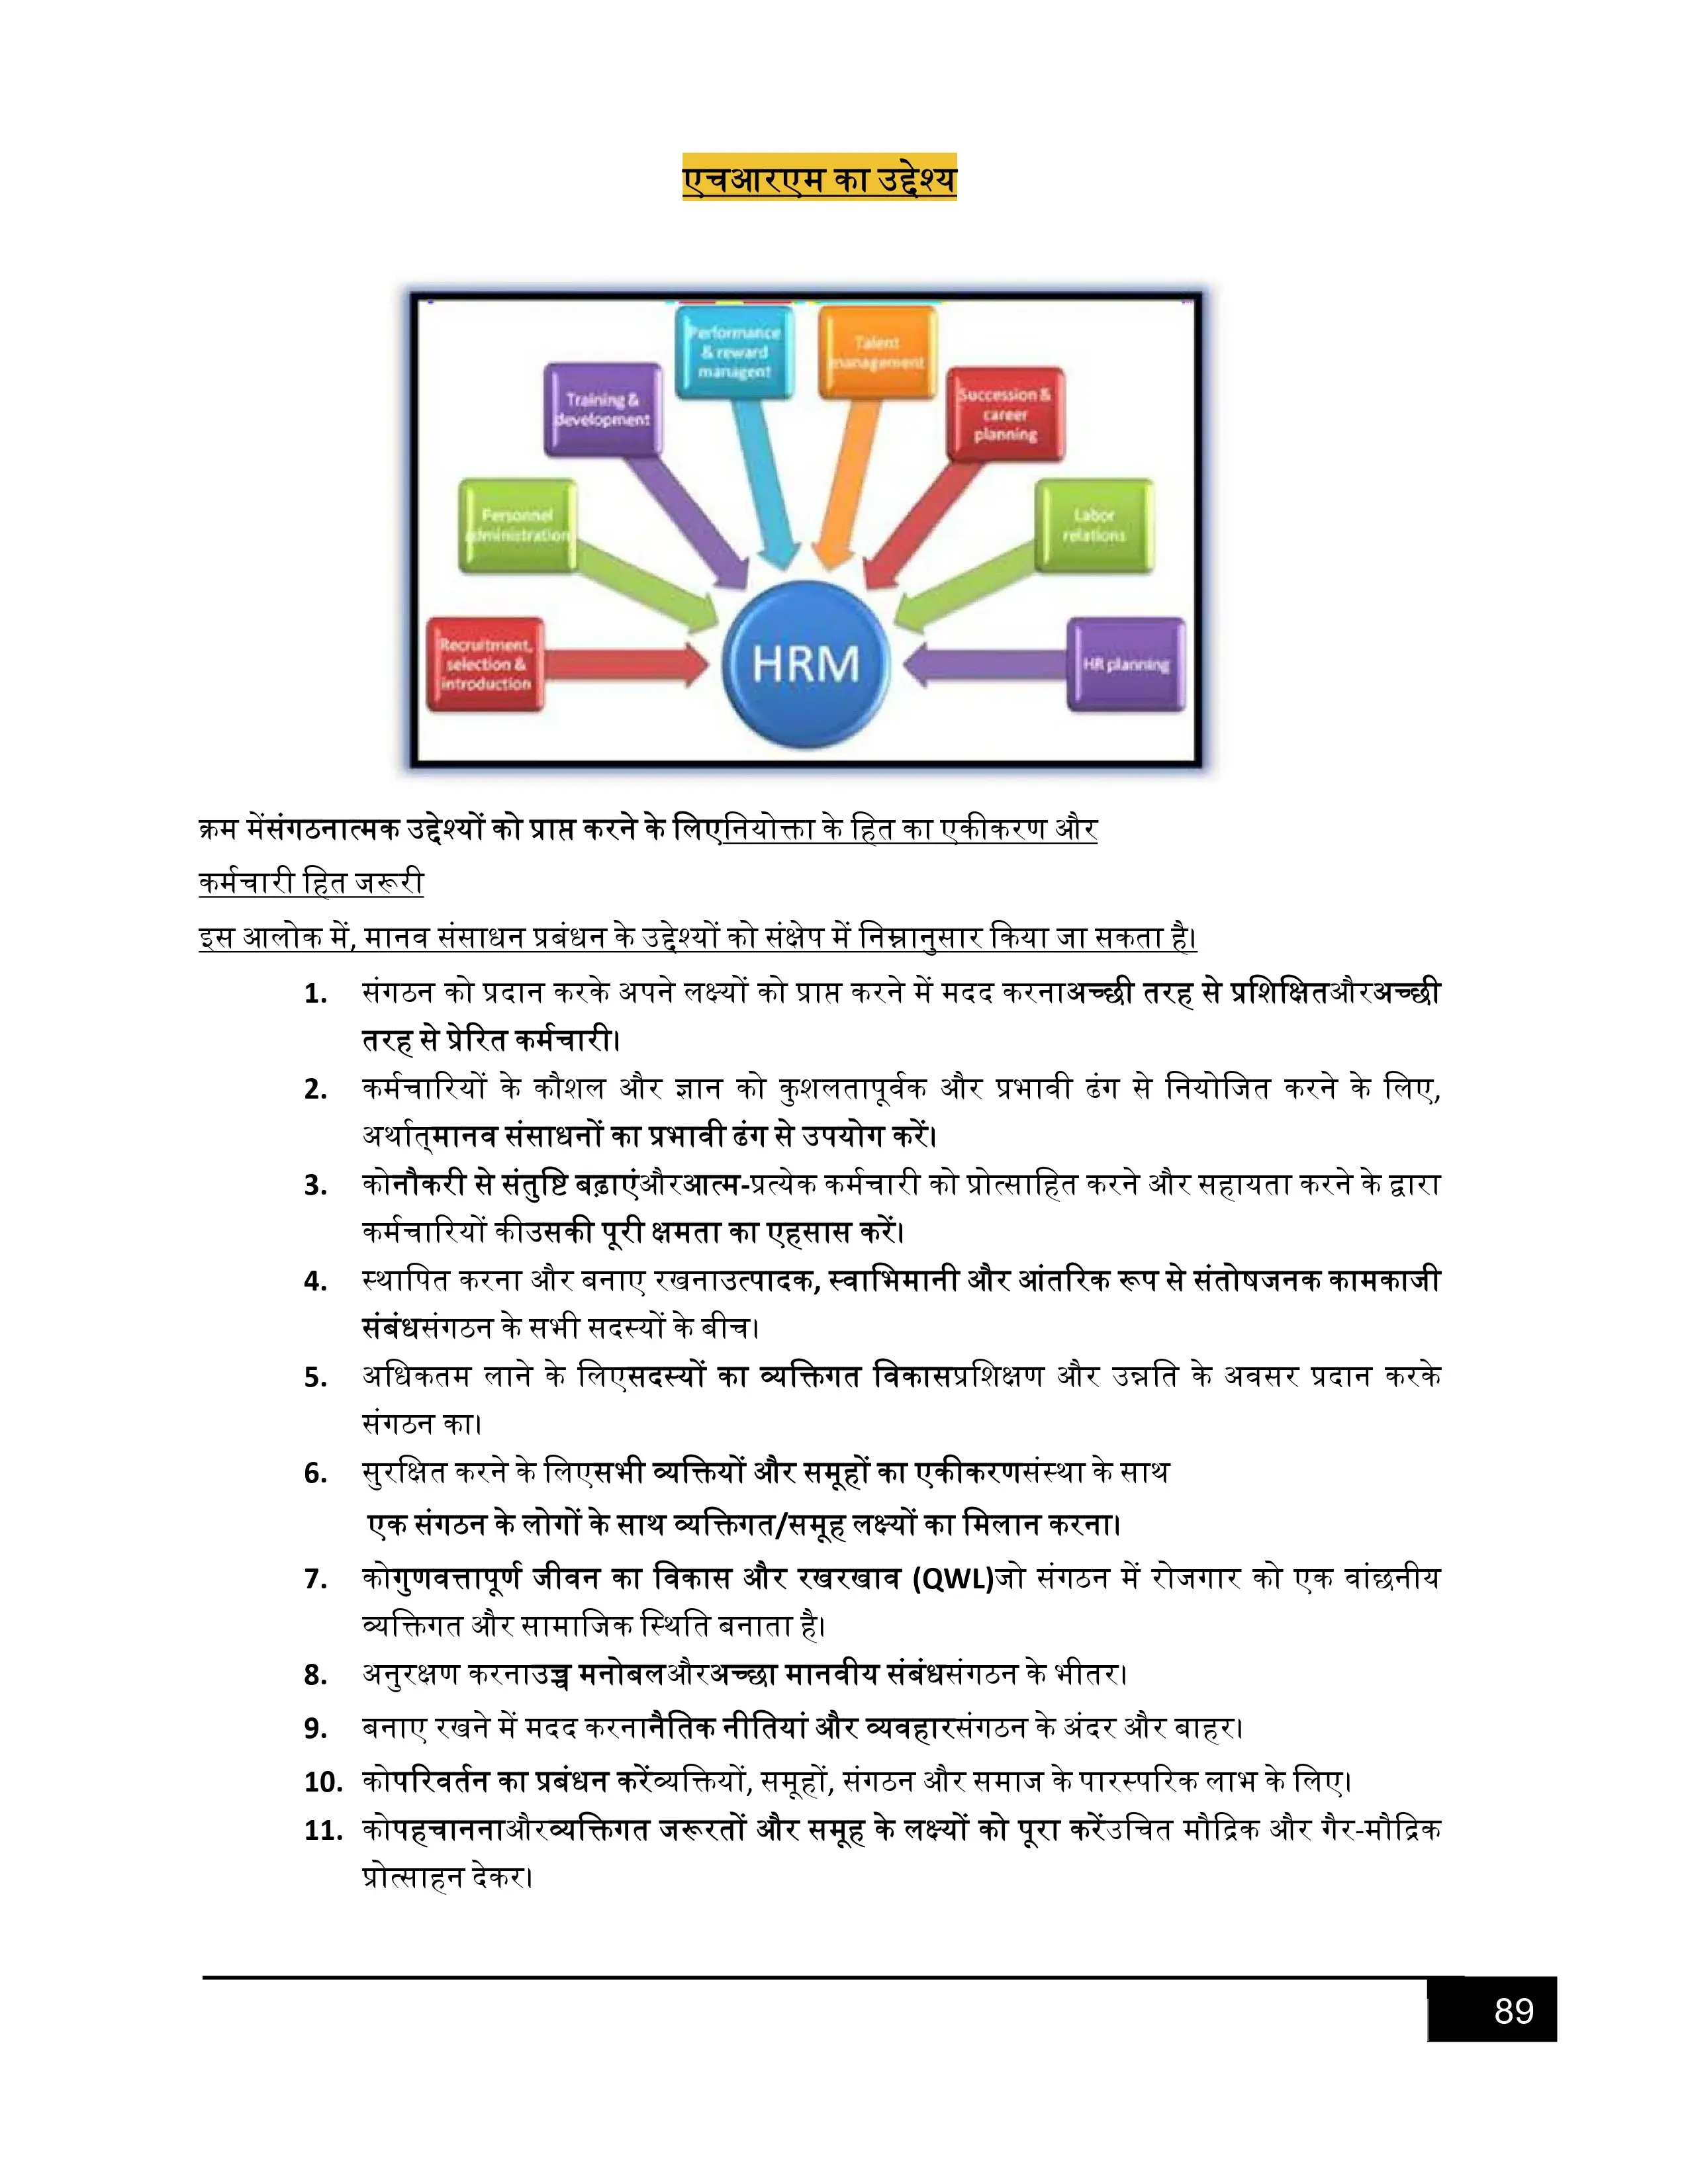 एचआरएम का उद्देश्य
Performance
& reward
managent
Talent
management
Training &
development
Succession &
career
planning
Personnel
administration
Labor
relations
Recruitment,
selection &
introduction
HRM
HR planning
क्रम मेंसंगठनात्मक उद्देश्यों को प्राप्त करने के लिएनियोक्ता के हित का एकीकरण और
कर्मचारी हित जरूरी
इस आलोक में, मानव संसाधन प्रबंधन के उद्देश्यों को संक्षेप में निम्नानुसार किया जा सकता है।
1. संगठन को प्रदान करके अपने लक्ष्यों को प्राप्त करने में मदद करनाअच्छी तरह से प्रशिक्षितऔरअच्छी
तरह से प्रेरित कर्मचारी।
2. कर्मचारियों के कौशल और ज्ञान को कुशलतापूर्वक और प्रभावी ढंग से नियोजित करने के लिए,
अर्थात्मानव संसाधनों का प्रभावी ढंग से उपयोग करें।
3. कोनौकरी से संतुष्टि बढ़ाएंऔरआत्म-प्रत्येक कर्मचारी को प्रोत्साहित करने और सहायता करने के द्वारा
कर्मचारियों कीउसकी पूरी क्षमता का एहसास करें।
4. स्थापित करना और बनाए रखनाउत्पादक, स्वाभिमानी और आंतरिक रूप से संतोषजनक कामकाजी
संबंधसंगठन के सभी सदस्यों के बीच।
5. अधिकतम लाने के लिएसदस्यों का व्यक्तिगत विकासप्रशिक्षण और उन्नति के अवसर प्रदान करके
संगठन का।
6. सुरक्षित करने के लिएसभी व्यक्तियों और समूहों का एकीकरणसंस्था के साथ
एक संगठन के लोगों के साथ व्यक्तिगत/समूह लक्ष्यों का मिलान करना।
7. कोगुणवत्तापूर्ण जीवन का विकास और रखरखाव (QWL)जो संगठन में रोजगार को एक वांछनीय
व्यक्तिगत और सामाजिक स्थिति बनाता है।
8. अनुरक्षण करनाउच्च मनोबलऔरअच्छा मानवीय संबंधसंगठन के भीतर।
9. बनाए रखने में मदद करनानैतिक नीतियां और व्यवहारसंगठन के अंदर और बाहर।
10. कोपरिवर्तन का प्रबंधन करेंव्यक्तियों, समूहों, संगठन और समाज के पारस्परिक लाभ के लिए।
11. कोपहचाननाऔरव्यक्तिगत जरूरतों और समूह के लक्ष्यों को पूरा करेंउचित मौद्रिक और गैर-मौद्रिक
प्रोत्साहन देकर।
89